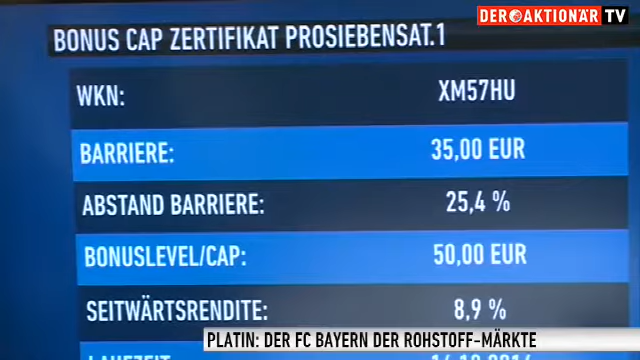 DER AKTIONÄR TV
BONUS CAP ZERTIFIKAT PROSIEBENSAT.1
WKN: XM57HU
BARRIERE: 35,00 EUR
ABSTAND BARRIERE: 25,4 %
BONUSLEVEL/CAP: 50,00 EUR
SEITWÄRTSRENDITE: 8,9 %
PLATIN: DER FC BAYERN DER ROHSTOFF-MÄRKTE